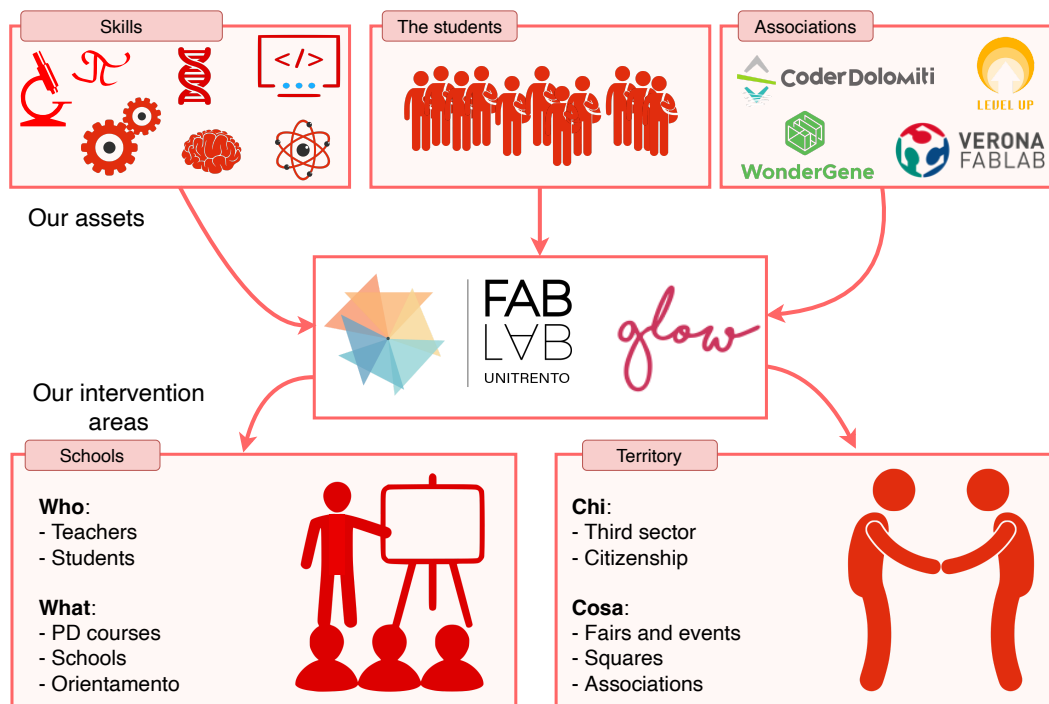 Skills
The students
Associations
</>
CoderDolomiti
LEVEL UP
WonderGene
VERONA
FABLAB
Our assets
FAB
LAB
UNITRENTO
glow
Our intervention
areas
Schools
Who:
- Teachers
- Students
What:
- PD courses
- Schools
- Orientamento
Territory
Chi:
- Third sector
- Citizenship
Cosa:
- Fairs and events
- Squares
- Associations